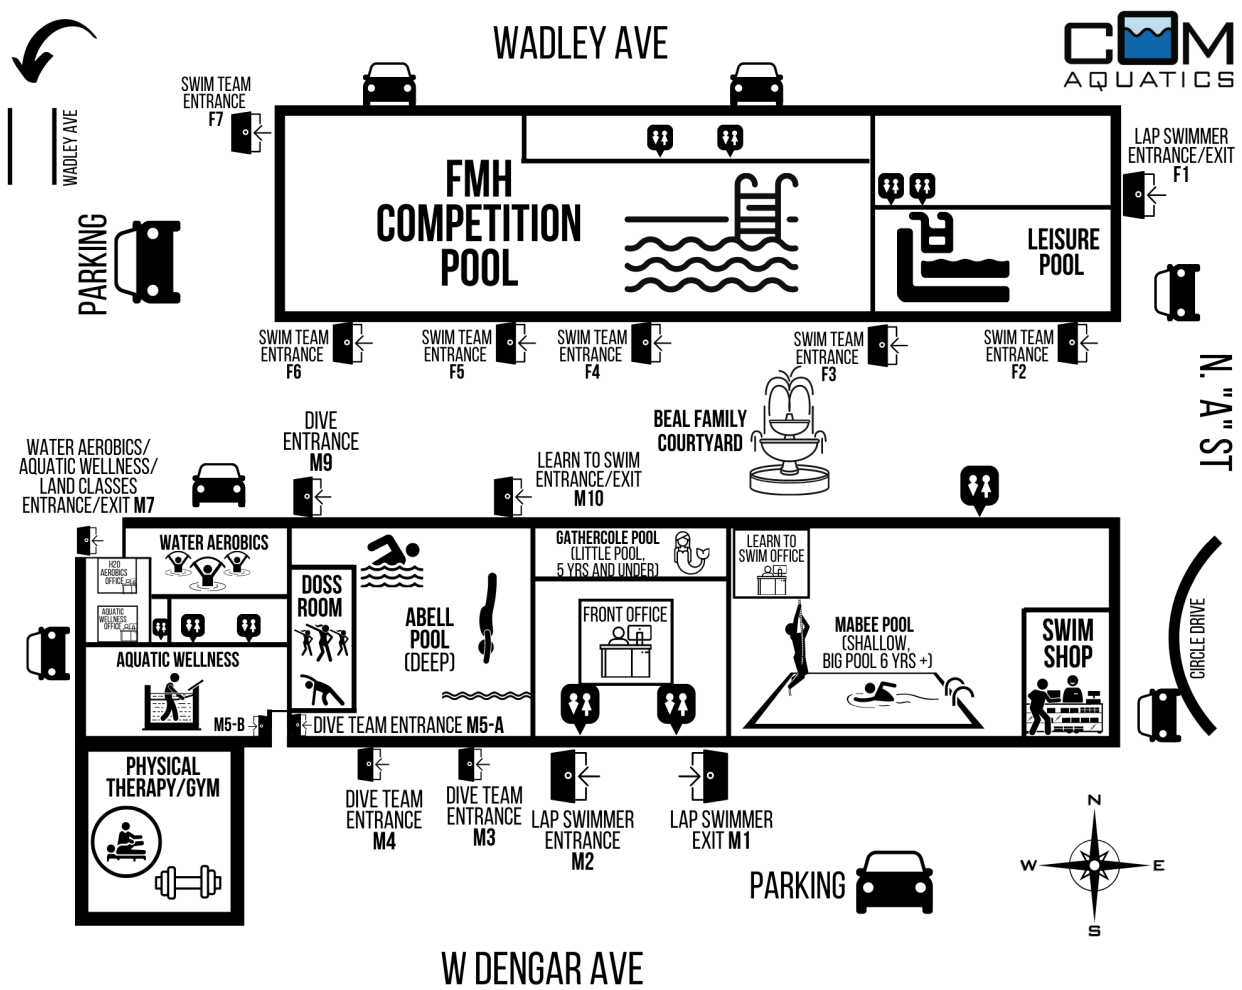 WADLEY AVE
COM
AQUATICS
SWIM TEAM
ENTRANCE
F7
WADLEY AVE
LAP SWIMMER
ENTRANCE/EXIT
F1
PARKING
FMH
COMPETITION
POOL
LEISURE
POOL
SWIM TEAM
ENTRANCE
F6
SWIM TEAM
ENTRANCE
F5
SWIM TEAM
ENTRANCE
F4
SWIM TEAM
ENTRANCE
F3
SWIM TEAM
ENTRANCE
F2
N. "A" ST
BEAL FAMILY
COURTYARD
DIVE
ENTRANCE
M9
WATER AEROBICS/
AQUATIC WELLNESS/
LAND CLASSES
ENTRANCE/EXIT M7
LEARN TO SWIM
ENTRANCE/EXIT
M10
WATER AEROBICS
H2O
AEROBICS
OFFICE
AQUATIC
WELLNESS
OFFICE
DOSS
ROOM
ABELL
POOL
(DEEP)
GATHERCOLE POOL
(LITTLE POOL,
5 YRS AND UNDER)
FRONT OFFICE
LEARN TO
SWIM OFFICE
MABEE POOL
(SHALLOW,
BIG POOL 6 YRS +)
SWIM
SHOP
CIRCLE DRIVE
AQUATIC WELLNESS
M5-B
DIVE TEAM ENTRANCE M5-A
PHYSICAL
THERAPY/GYM
DIVE TEAM
ENTRANCE
M4
DIVE TEAM
ENTRANCE
M3
LAP SWIMMER
ENTRANCE
M2
LAP SWIMMER
EXIT M1
PARKING
N
W
E
S
W DENGAR AVE